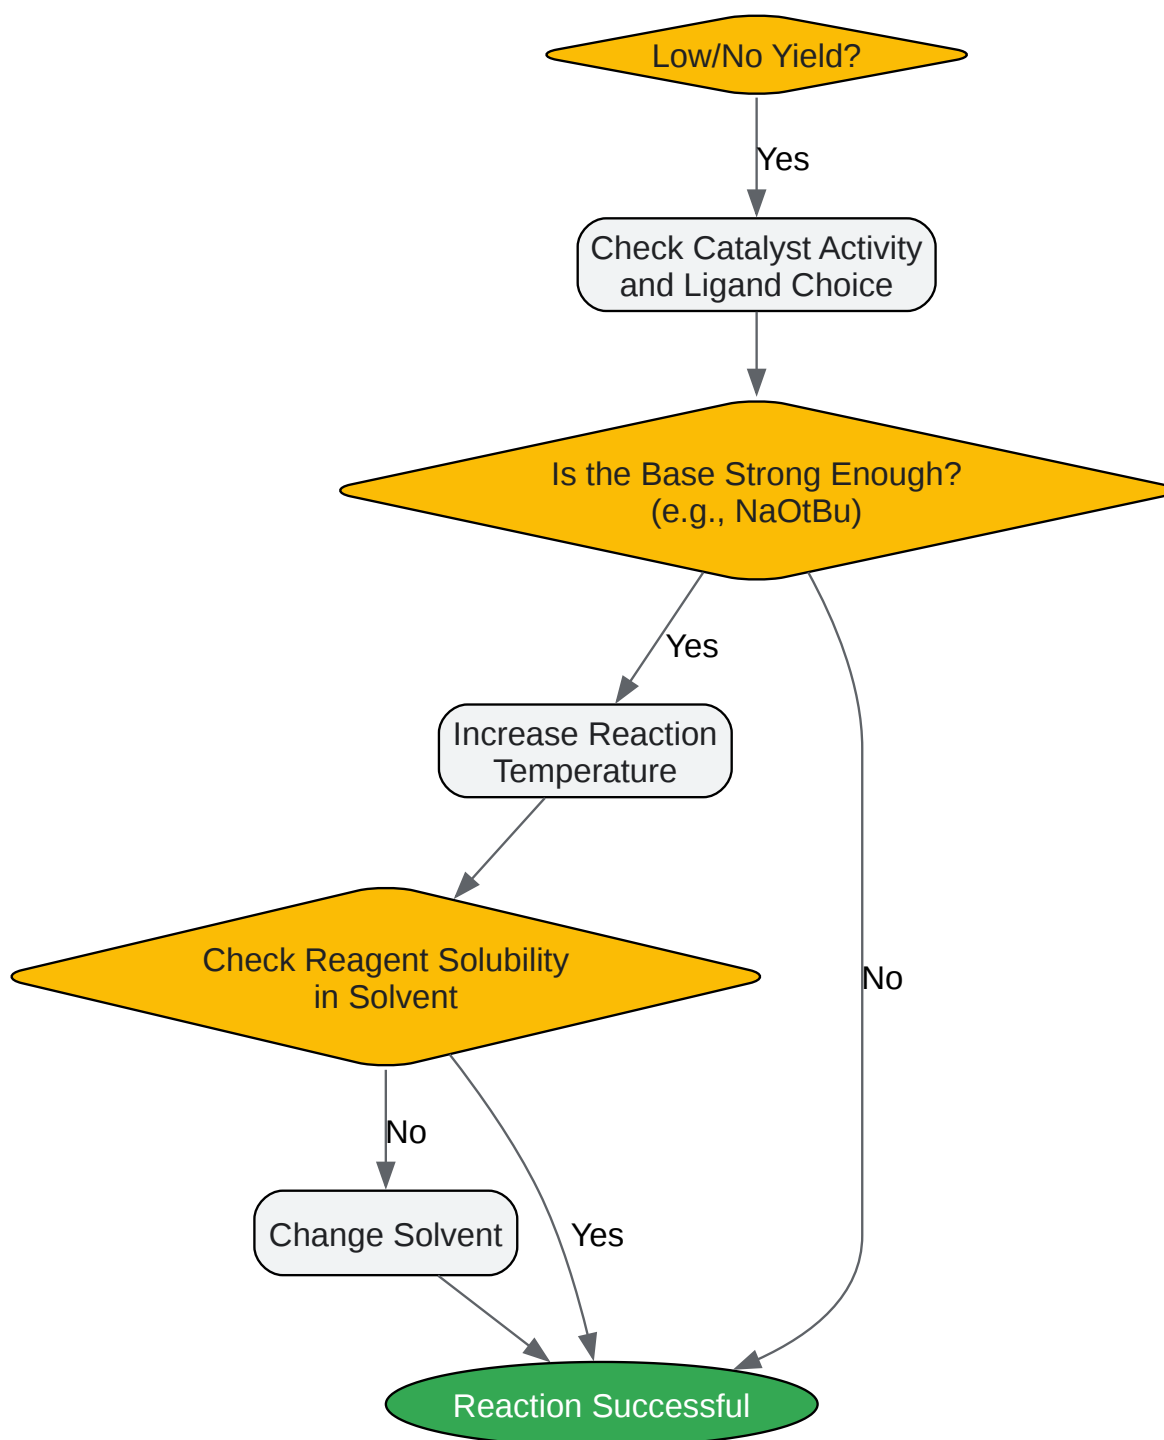 Low/No Yield?
Yes
Check Catalyst Activity
and Ligand Choice
Is the Base Strong Enough?
(e.g., NaOtBu)
Yes
Increase Reaction
Temperature
Check Reagent Solubility
in Solvent
No
No
Change Solvent
Yes
Reaction Successful